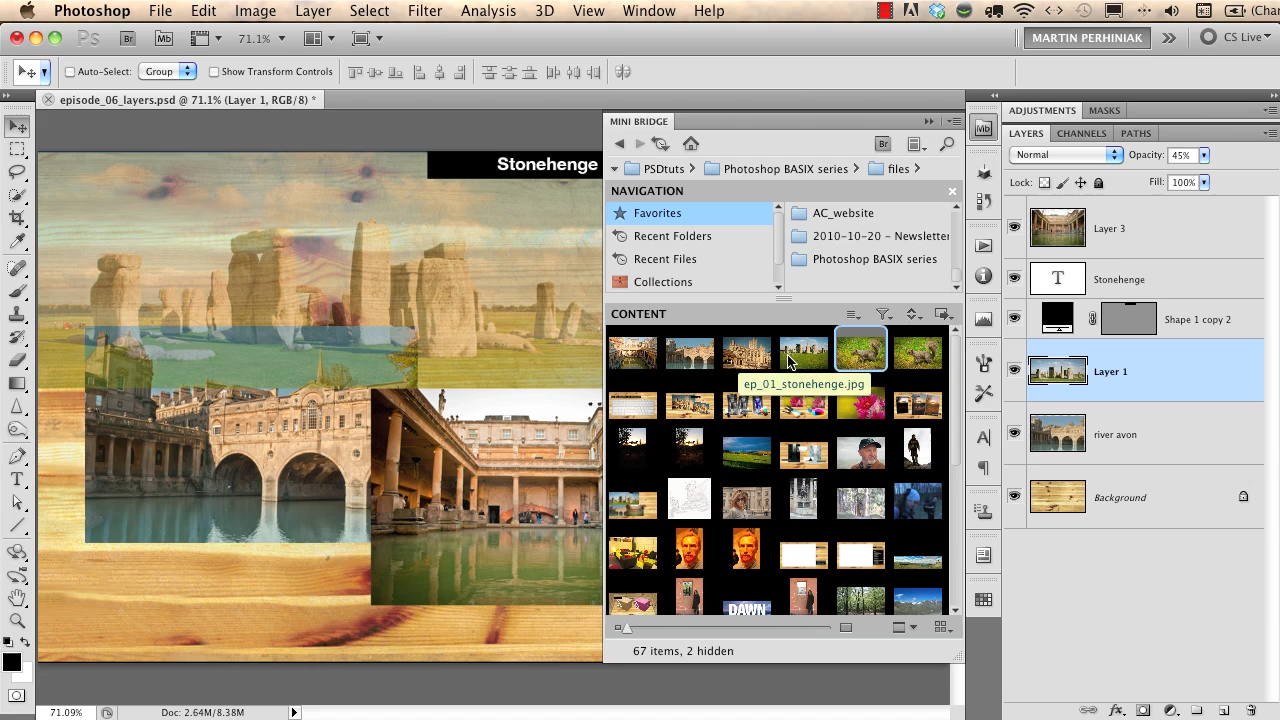 Photoshop File Edit Image Layer Select Filter Analysis 3D View Window Help (Char
Ps Br Mb 71.1% MARTIN PERHINIAK CS Live
Auto-Select: Group Show Transform Controls
episode_06_layers.psd @ 71.1% (Layer 1, RGB/8) *
Stonehenge
MINI BRIDGE
Br
PSDtuts Photoshop BASIX series files
NAVIGATION
Favorites
Recent Folders
Recent Files
Collections
AC_website
2010-10-20 - Newsletter
Photoshop BASIX series
CONTENT
ep_01_stonehenge.jpg
DAWN
67 items, 2 hidden
Mb
ADJUSTMENTS MASKS
LAYERS CHANNELS PATHS
Normal Opacity: 45%
Lock: Fill: 100%
Layer 3
T Stonehenge
Shape 1 copy 2
Layer 1
river avon
Background
fx
71.09% Doc: 2.64M/8.38M